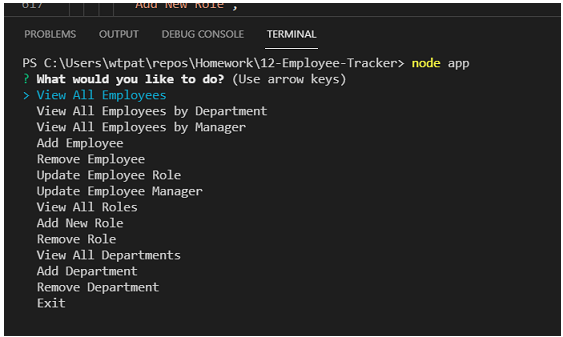 617 'Add New Role',
PROBLEMS OUTPUT DEBUG CONSOLE TERMINAL
PS C:\Users\wtpat\repos\Homework\12-Employee-Tracker> node app
? What would you like to do? (Use arrow keys)
> View All Employees
View All Employees by Department
View All Employees by Manager
Add Employee
Remove Employee
Update Employee Role
Update Employee Manager
View All Roles
Add New Role
Remove Role
View All Departments
Add Department
Remove Department
Exit